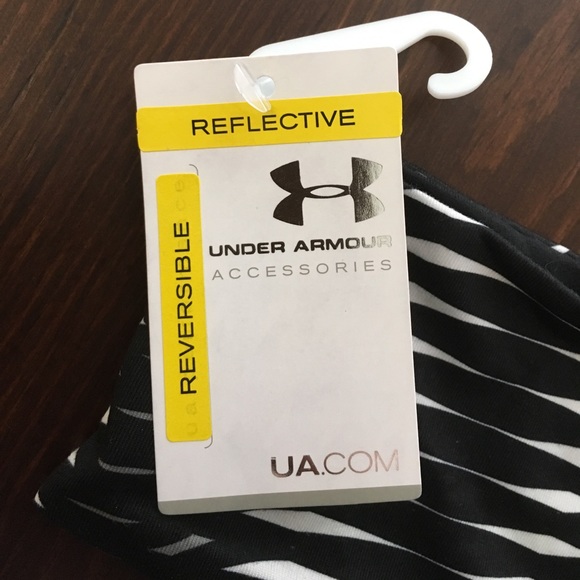 REFLECTIVE
UNDER ARMOUR
ACCESSORIES
REVERSIBLE
UA.COM